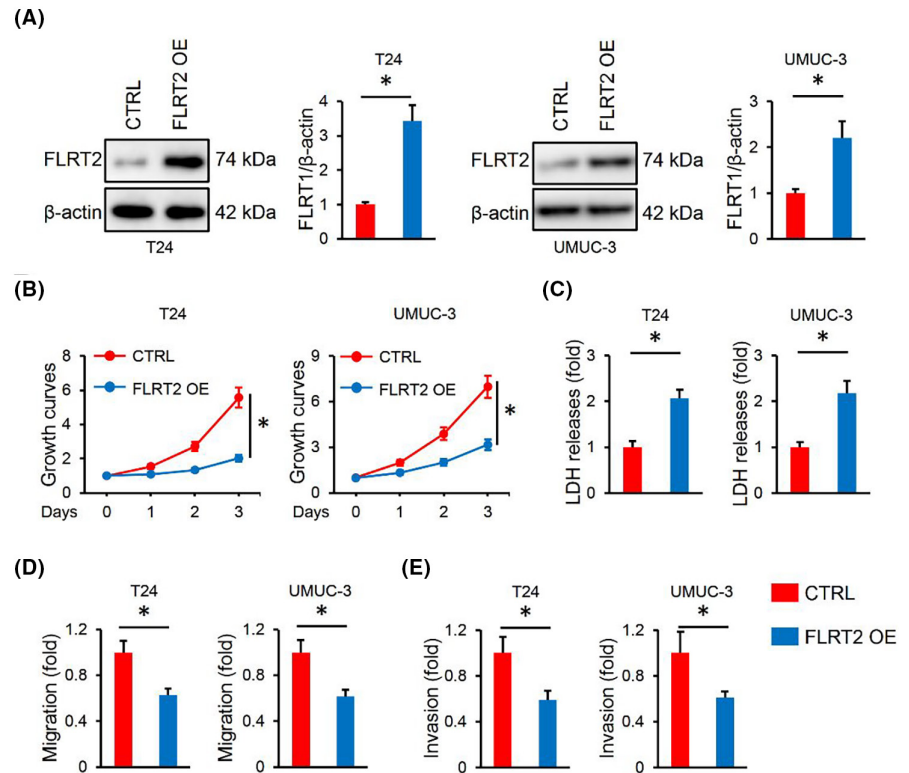 (A)
CTRL
FLRT2 OE
FLRT2
74 kDa
β-actin
42 kDa
T24
T24
*
FLRT1/β-actin
4
3
2
1
0
CTRL
FLRT2 OE
FLRT2
74 kDa
β-actin
42 kDa
UMUC-3
UMUC-3
*
FLRT1/β-actin
3
2
1
0
(B)
T24
Growth curves
8
6
4
2
0
CTRL
FLRT2 OE
*
Days 0 1 2 3
UMUC-3
Growth curves
9
6
3
0
CTRL
FLRT2 OE
*
Days 0 1 2 3
(C)
T24
*
LDH releases (fold)
3
2
1
0
UMUC-3
*
LDH releases (fold)
3
2
1
0
(D)
T24
*
Migration (fold)
1.2
0.8
0.4
0
UMUC-3
*
Migration (fold)
1.2
0.8
0.4
0
(E)
T24
*
Invasion (fold)
1.2
0.8
0.4
0
UMUC-3
*
Invasion (fold)
1.2
0.8
0.4
0
CTRL
FLRT2 OE